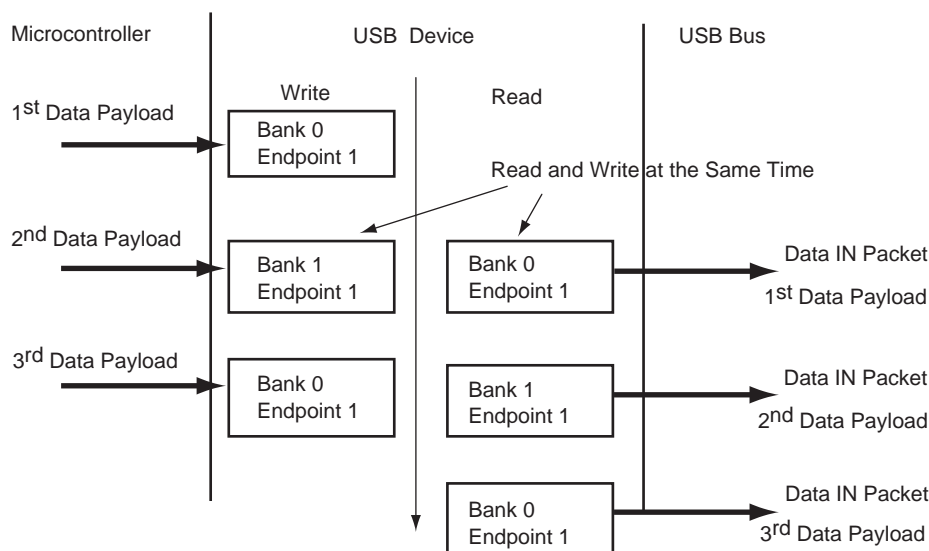 Microcontroller
USB Device
USB Bus
Write
Read
1st Data Payload
Bank 0
Endpoint 1
Read and Write at the Same Time
2nd Data Payload
Bank 1
Endpoint 1
Bank 0
Endpoint 1
Data IN Packet
1st Data Payload
3rd Data Payload
Bank 0
Endpoint 1
Bank 1
Endpoint 1
Data IN Packet
2nd Data Payload
Bank 0
Endpoint 1
Data IN Packet
3rd Data Payload